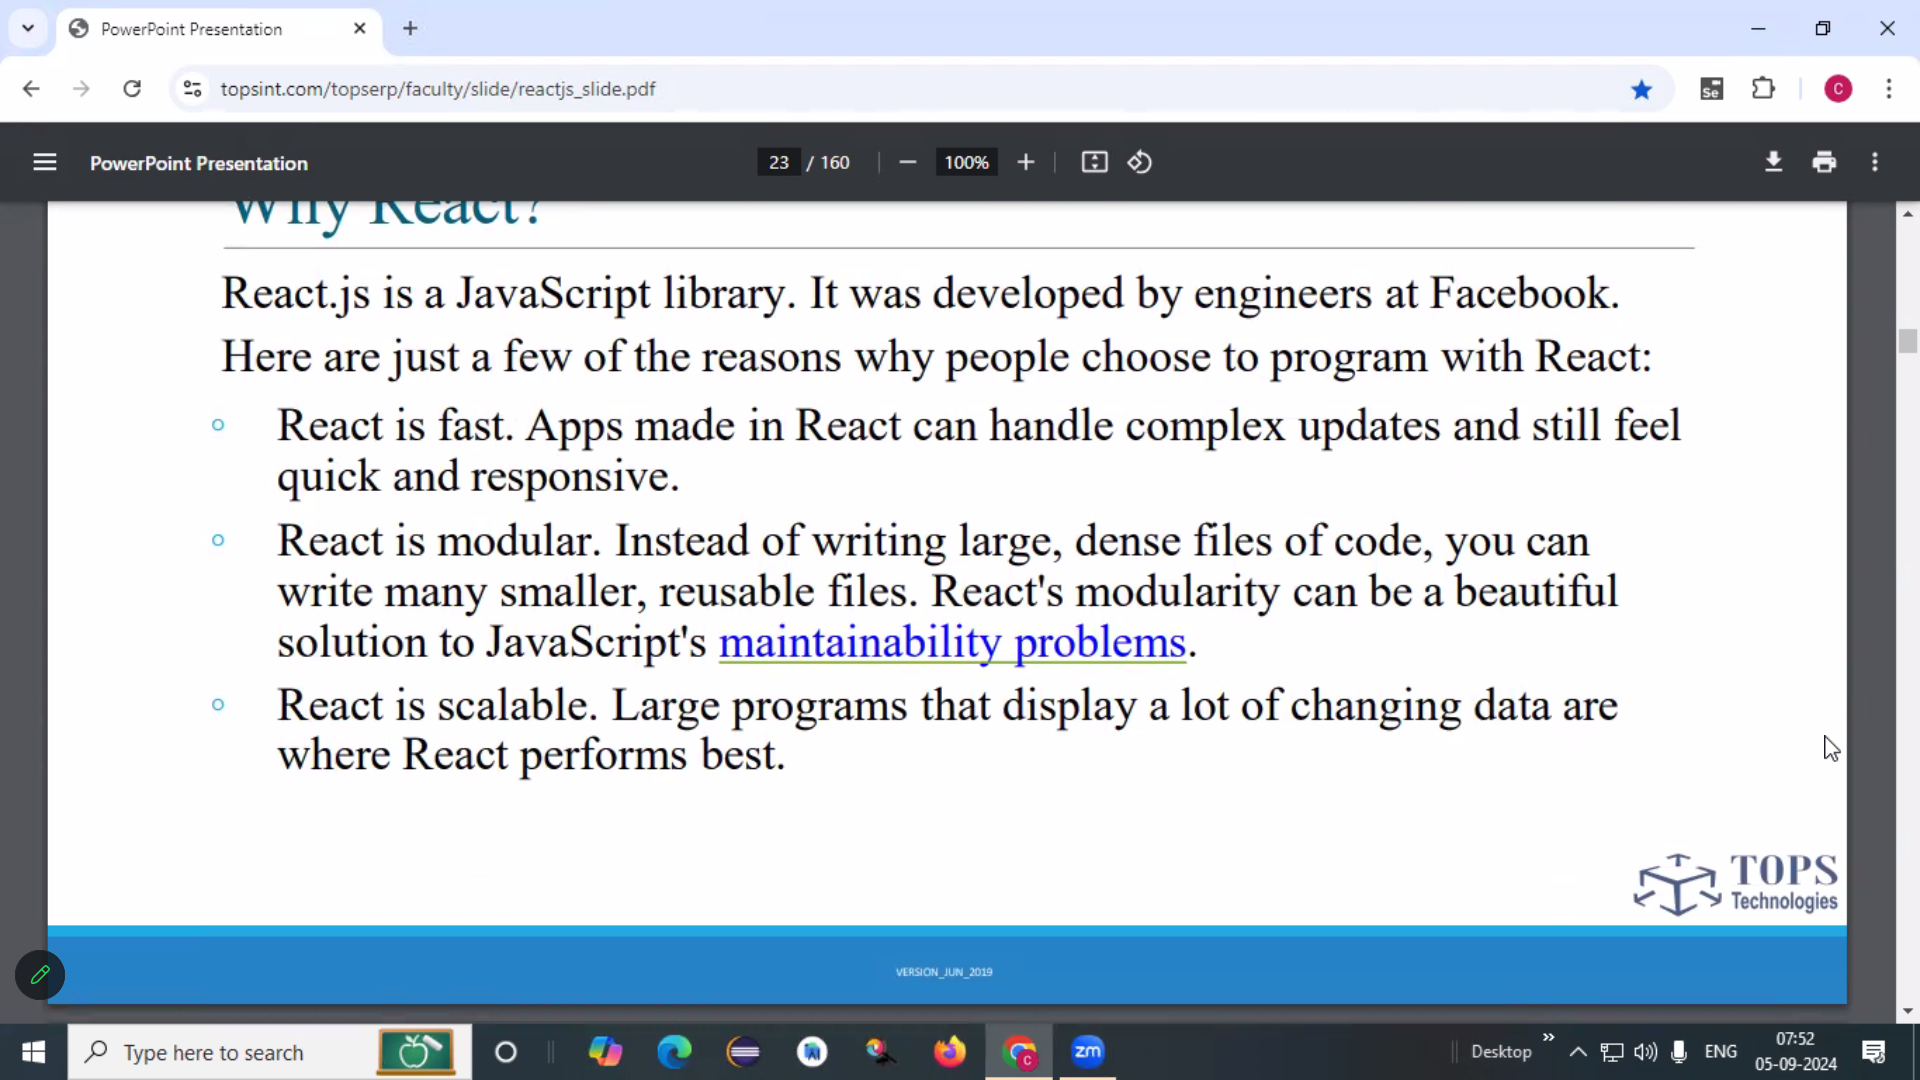 PowerPoint Presentation
topsint.com/topserp/faculty/slide/reactjs_slide.pdf
Se
C
PowerPoint Presentation
23 / 160
100%
Why React?
React.js is a JavaScript library. It was developed by engineers at Facebook.
Here are just a few of the reasons why people choose to program with React:
React is fast. Apps made in React can handle complex updates and still feel
quick and responsive.
React is modular. Instead of writing large, dense files of code, you can
write many smaller, reusable files. React's modularity can be a beautiful
solution to JavaScript's maintainability problems.
React is scalable. Large programs that display a lot of changing data are
where React performs best.
TOPS
Technologies
VERSION_JUN_2019
Type here to search
C
zm
Desktop
ENG
07:52
05-09-2024